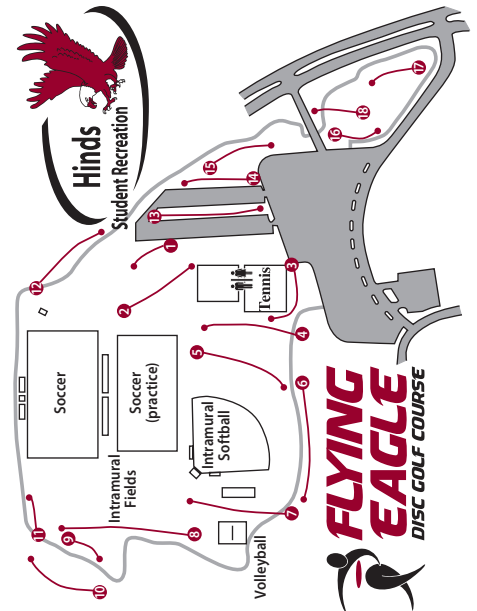 Hinds
Student Recreation
17
18
16
15
14
13
1
12
2
3
Tennis
4
5
6
Soccer
Soccer
(practice)
Intramural
Softball
Intramural
Fields
11
9
8
7
10
Volleyball
FLYING
EAGLE
DISC GOLF COURSE